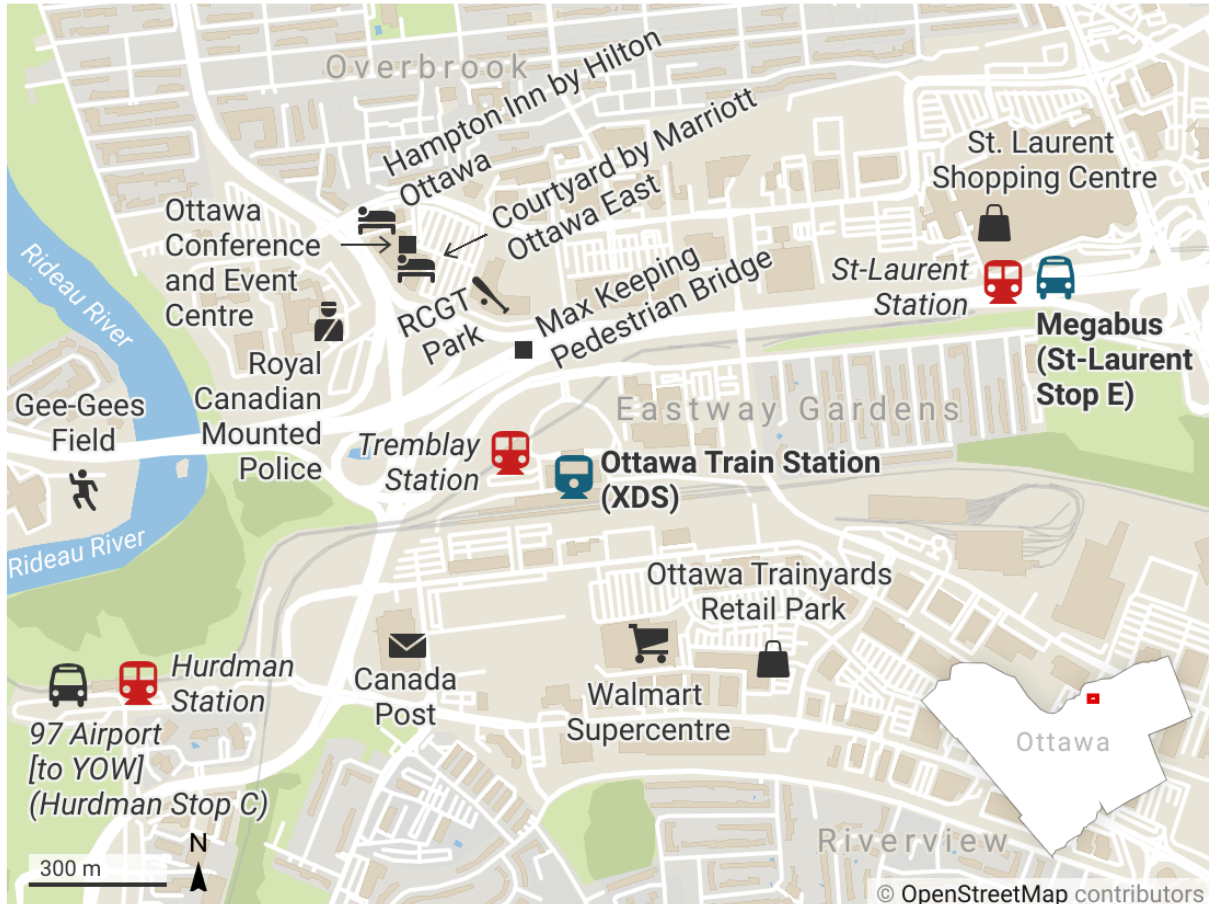 Overbrook
Hampton Inn by Hilton
Ottawa
Courtyard by Marriott
Ottawa East
St. Laurent
Shopping Centre
Ottawa
Conference
and Event
Centre
Rideau River
RCGT
Park
Max Keeping
Pedestrian Bridge
St-Laurent
Station
Megabus
(St-Laurent
Stop E)
Royal
Canadian
Mounted
Police
Gee-Gees
Field
Eastway Gardens
Tremblay
Station
Ottawa Train Station
(XDS)
Rideau River
Ottawa Trainyards
Retail Park
Hurdman
Station
Canada
Post
Walmart
Supercentre
97 Airport
[to YOW]
(Hurdman Stop C)
Ottawa
Riverview
N
300 m
© OpenStreetMap contributors